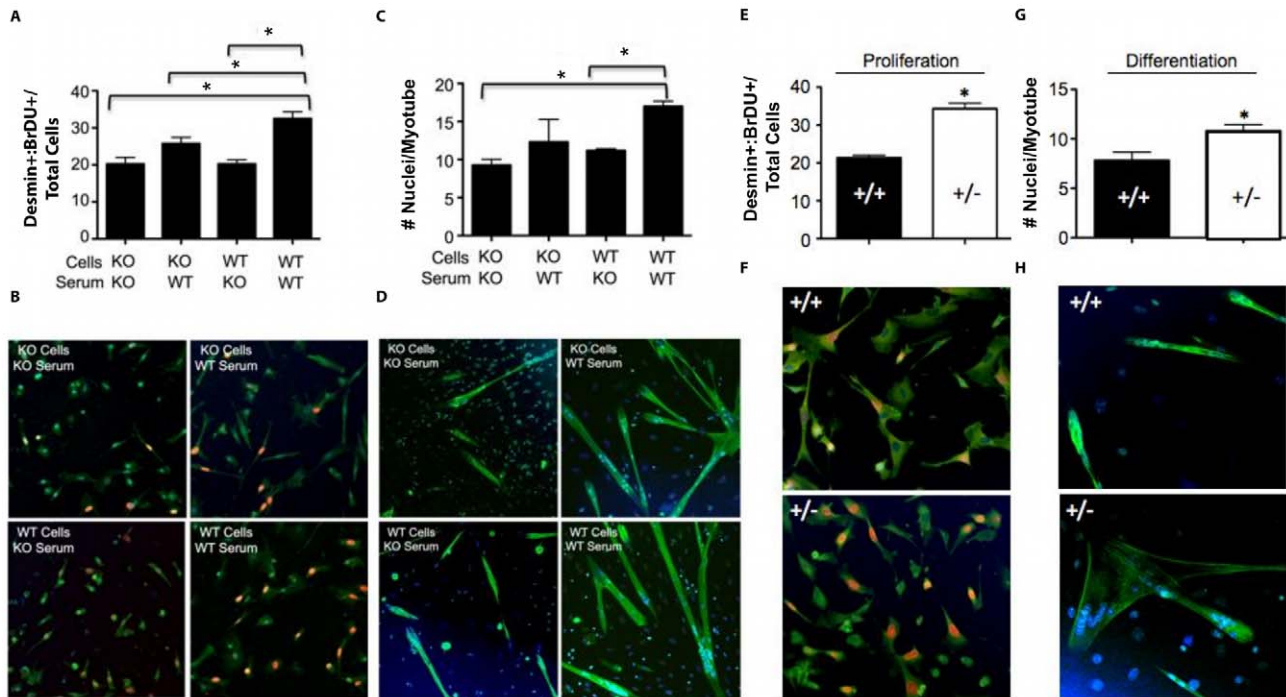 A
*
*
*
Desmin+:BrDU+/
Total Cells
40
30
20
10
0
Cells KO KO WT WT
Serum KO WT KO WT
C
*
*
# Nuclei/Myotube
20
15
10
5
0
Cells KO KO WT WT
Serum KO WT KO WT
E
Proliferation
Desmin+:BrDU+/
Total Cells
40
30
20
10
0
*
+/+
+/-
G
Differentiation
# Nuclei/Myotube
15
10
5
0
*
+/+
+/-
B
KO Cells
KO Serum
KO Cells
WT Serum
WT Cells
KO Serum
WT Cells
WT Serum
D
KO Cells
KO Serum
KO Cells
WT Serum
WT Cells
KO Serum
WT Cells
WT Serum
F
+/+
+/-
H
+/+
+/-